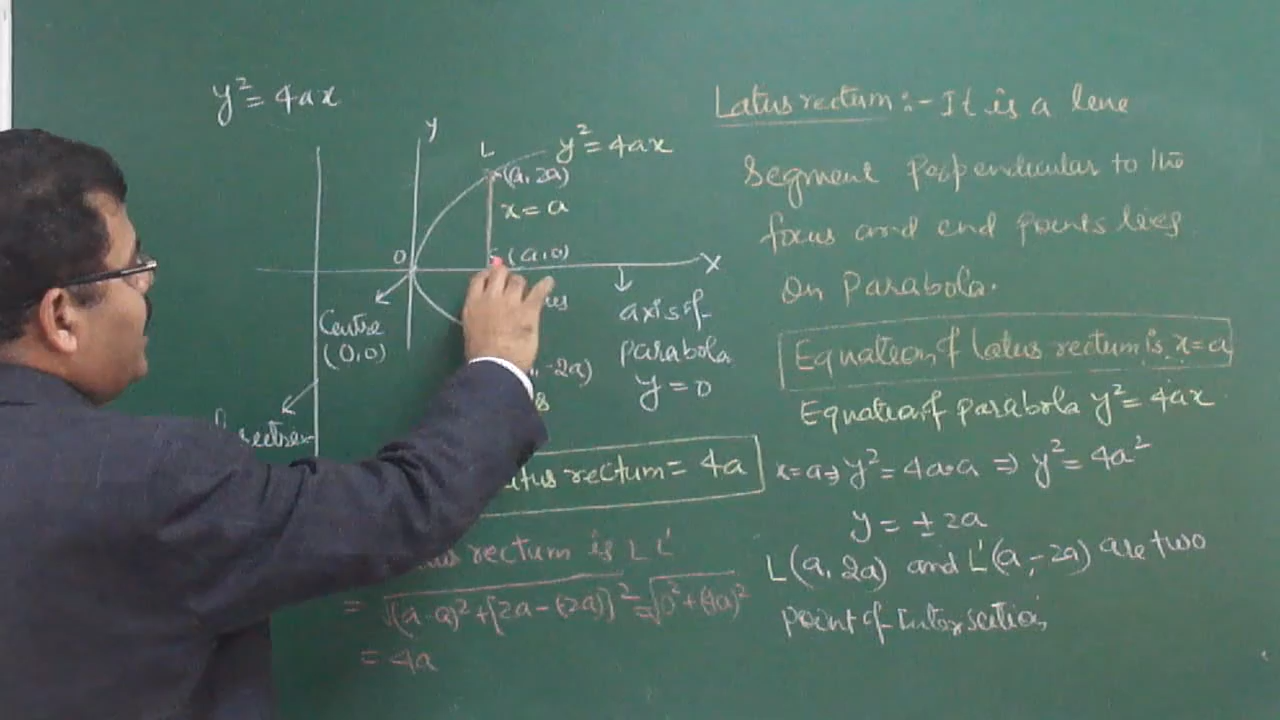 y² = 4ax
y
L
y² = 4ax
(a, 2a)
x = a
O
S (a, 0)
X
Centre
(0,0)
axis of
parabola
y = 0
-2a)
rectum = 4a
rectum is L L'
= √(a-a)²+[2a-(2a)]² = √0²+(4a)²
= 4a
Latus rectum :- It is a line
segment perpendicular to the
focus and end points lies
on parabola.
Equation of latus rectum is x = a
Equation of parabola y² = 4ax
x = a ⇒ y² = 4a.a ⇒ y² = 4a²
y = ± 2a
L(a, 2a) and L'(a, -2a) are two
point of Intersection